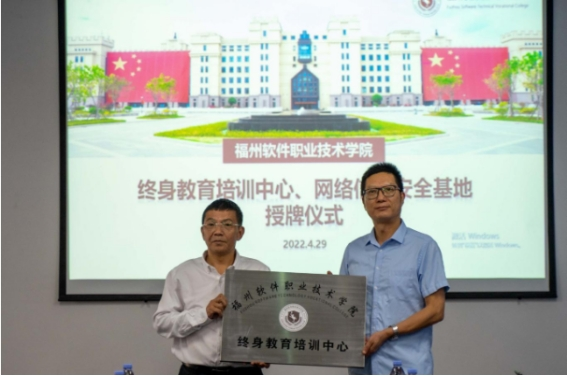 福州软件职业技术学院
终身教育培训中心、网络信 安全基地
授牌仪式
2022.4.29
激活 Windows
福州软件职业技术学院
终身教育培训中心